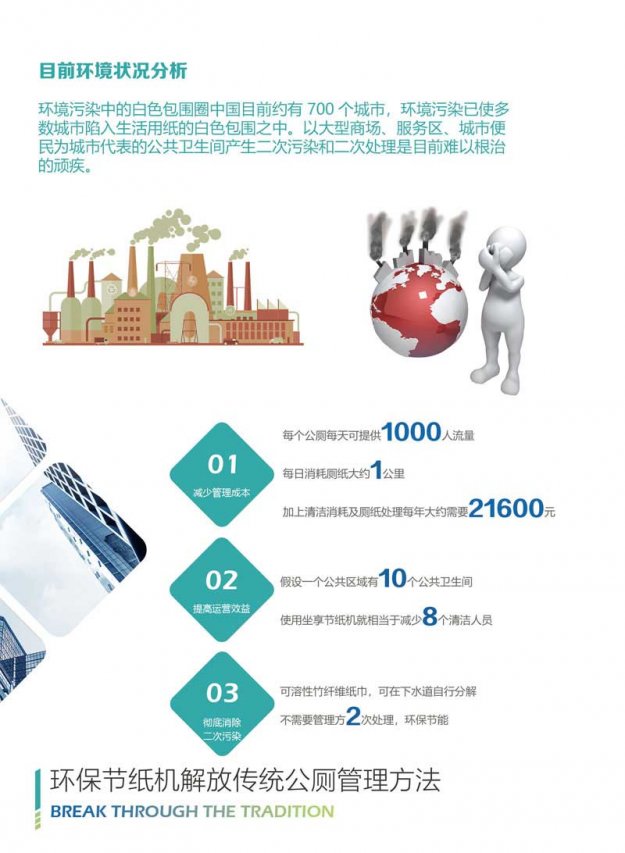 目前环境状况分析
环境污染中的白色包围圈中国目前约有 700 个城市，环境污染已使多
数城市陷入生活用纸的白色包围之中。以大型商场、服务区、城市便
民为城市代表的公共卫生间产生二次污染和二次处理是目前难以根治
的顽疾。
01
减少管理成本
每个公厕每天可提供1000人流量
每日消耗厕纸大约1公里
加上清洁消耗及厕纸处理每年大约需要21600元
02
提高运营效益
假设一个公共区域有10个公共卫生间
使用坐享节纸机就相当于减少8个清洁人员
03
彻底消除
二次污染
可溶性竹纤维纸巾，可在下水道自行分解
不需要管理方2次处理，环保节能
环保节纸机解放传统公厕管理方法
BREAK THROUGH THE TRADITION